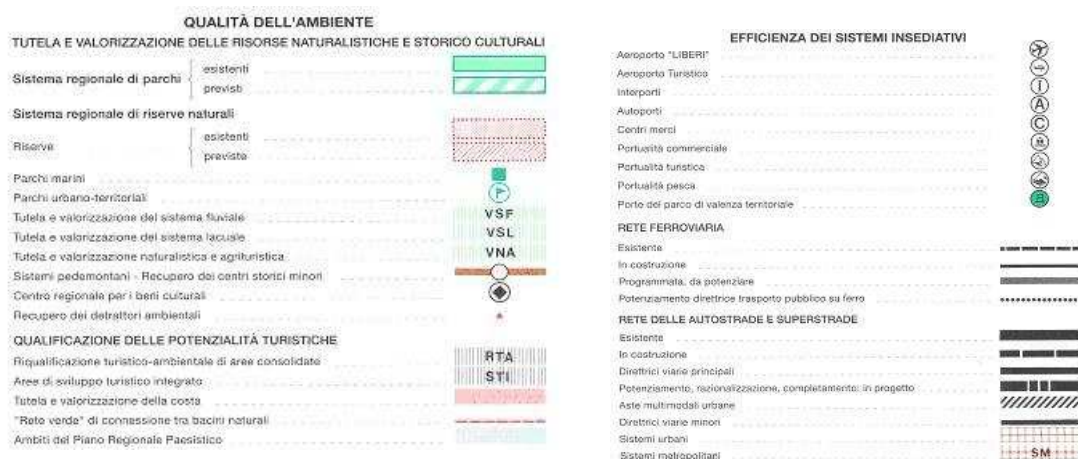 QUALITÀ DELL'AMBIENTE
TUTELA E VALORIZZAZIONE DELLE RISORSE NATURALISTICHE E STORICO CULTURALI
Sistema regionale di parchi
esistenti
previsti
Sistema regionale di riserve naturali
Riserve
esistenti
previste
Parchi marini
Parchi urbano-territoriali
Tutela e valorizzazione del sistema fluviale VSF
Tutela e valorizzazione del sistema lacuale VSL
Tutela e valorizzazione naturalistica e agrituristica VNA
Sistemi pedemontani - Recupero dei centri storici minori
Centro regionale per i beni culturali
Recupero dei detrattori ambientali
QUALIFICAZIONE DELLE POTENZIALITÀ TURISTICHE
Riqualificazione turistico-ambientale di aree consolidate RTA
Aree di sviluppo turistico integrato STI
Tutela e valorizzazione della costa
"Rete verde" di connessione tra bacini naturali
Ambiti del Piano Regionale Paesistico
EFFICIENZA DEI SISTEMI INSEDIATIVI
Aeroporto "LIBERI"
Aeroporto Turistico
Interporti I
Autoporti A
Centri merci C
Portualità commerciale
Portualità turistica
Portualità pesca
Porte del parco di valenza territoriale
RETE FERROVIARIA
Esistente
In costruzione
Programmata, da potenziare
Potenziamento direttrice trasporto pubblico su ferro
RETE DELLE AUTOSTRADE E SUPERSTRADE
Esistente
In costruzione
Direttrici viarie principali
Potenziamento, razionalizzazione, completamento: in progetto
Aste multimodali urbane
Direttrici viarie minori
Sistemi urbani
Sistemi metropolitani SM